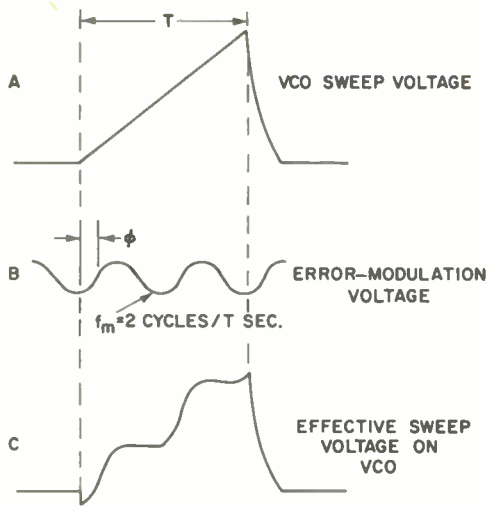 T
A
VCO SWEEP VOLTAGE
ϕ
B
ERROR-MODULATION
VOLTAGE
fm=2 CYCLES/T SEC.
C
EFFECTIVE SWEEP
VOLTAGE ON
VCO